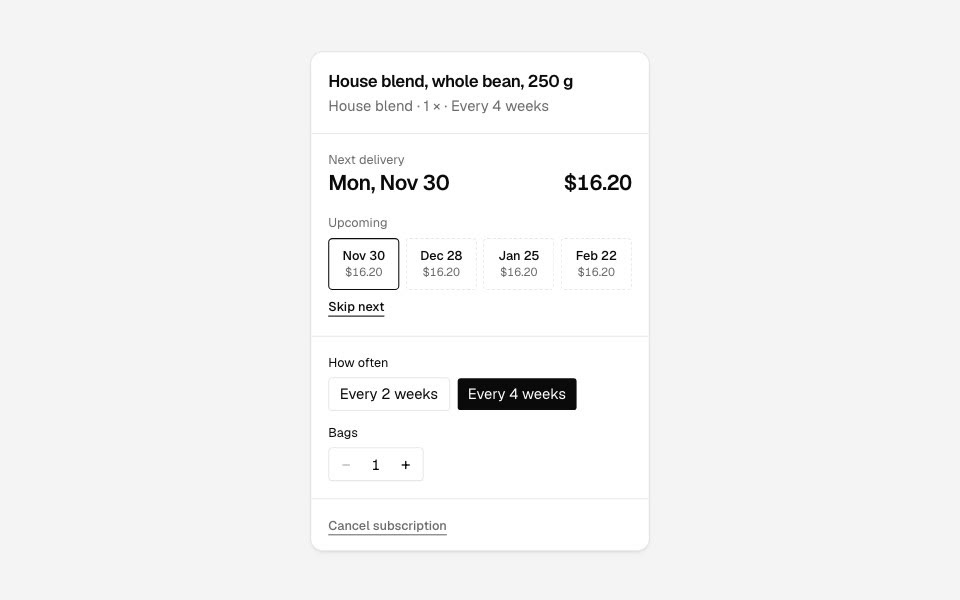 House blend, whole bean, 250 g
House blend · 1 × · Every 4 weeks
Next delivery
Mon, Nov 30 $16.20
Upcoming
Nov 30 Dec 28 Jan 25 Feb 22
$16.20 $16.20 $16.20 $16.20
Skip next
How often
Every 2 weeks Every 4 weeks
Bags
− 1 +
Cancel subscription